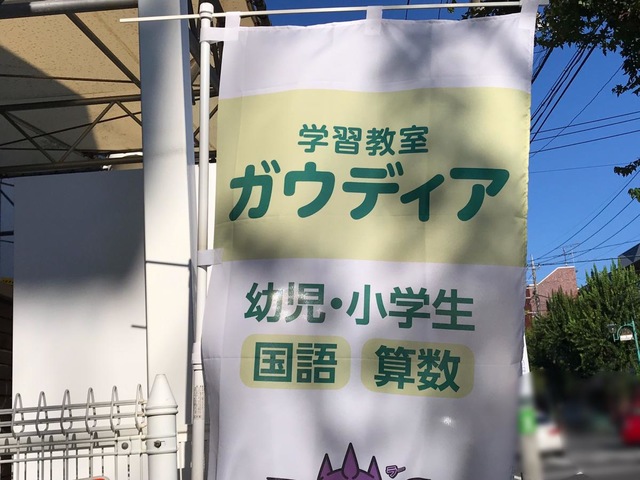 学習教室
ガウディア
幼児・小学生
国語 算数